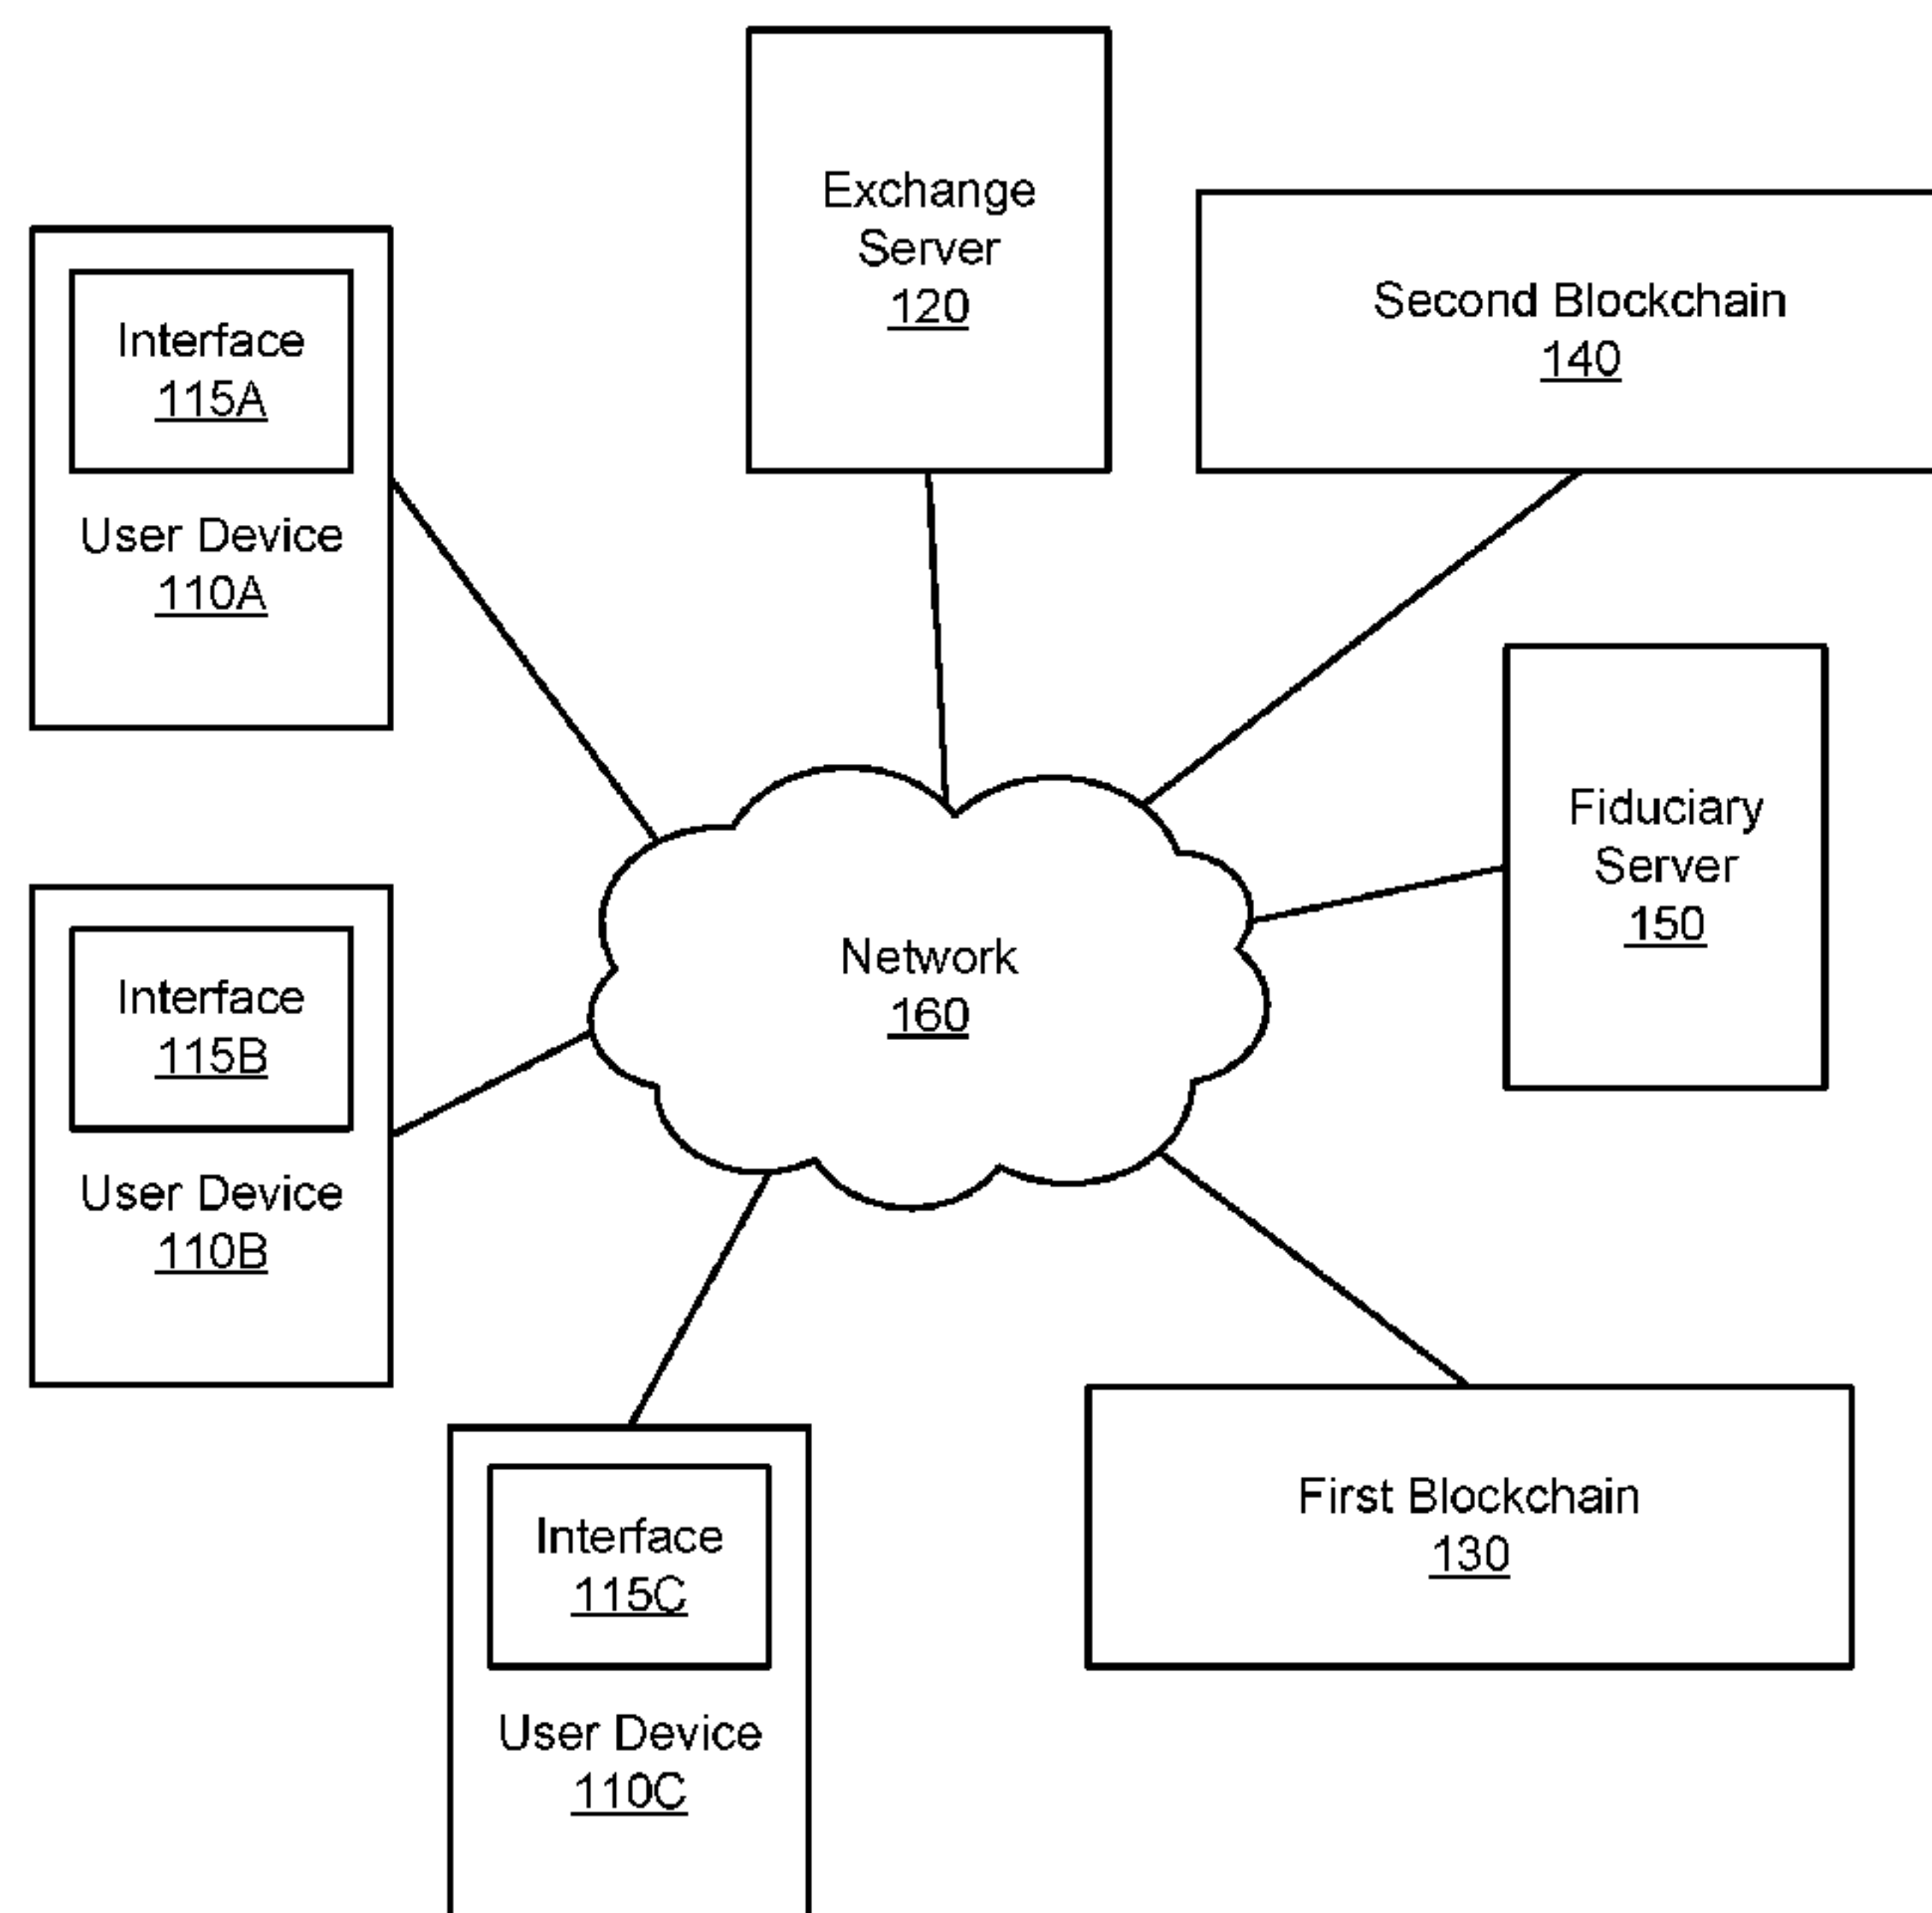 Exchange
Server
120
Second Blockchain
140
Interface
115A
User Device
110A
Fiduciary
Server
150
Network
160
Interface
115B
User Device
110B
First Blockchain
130
Interface
115C
User Device
110C